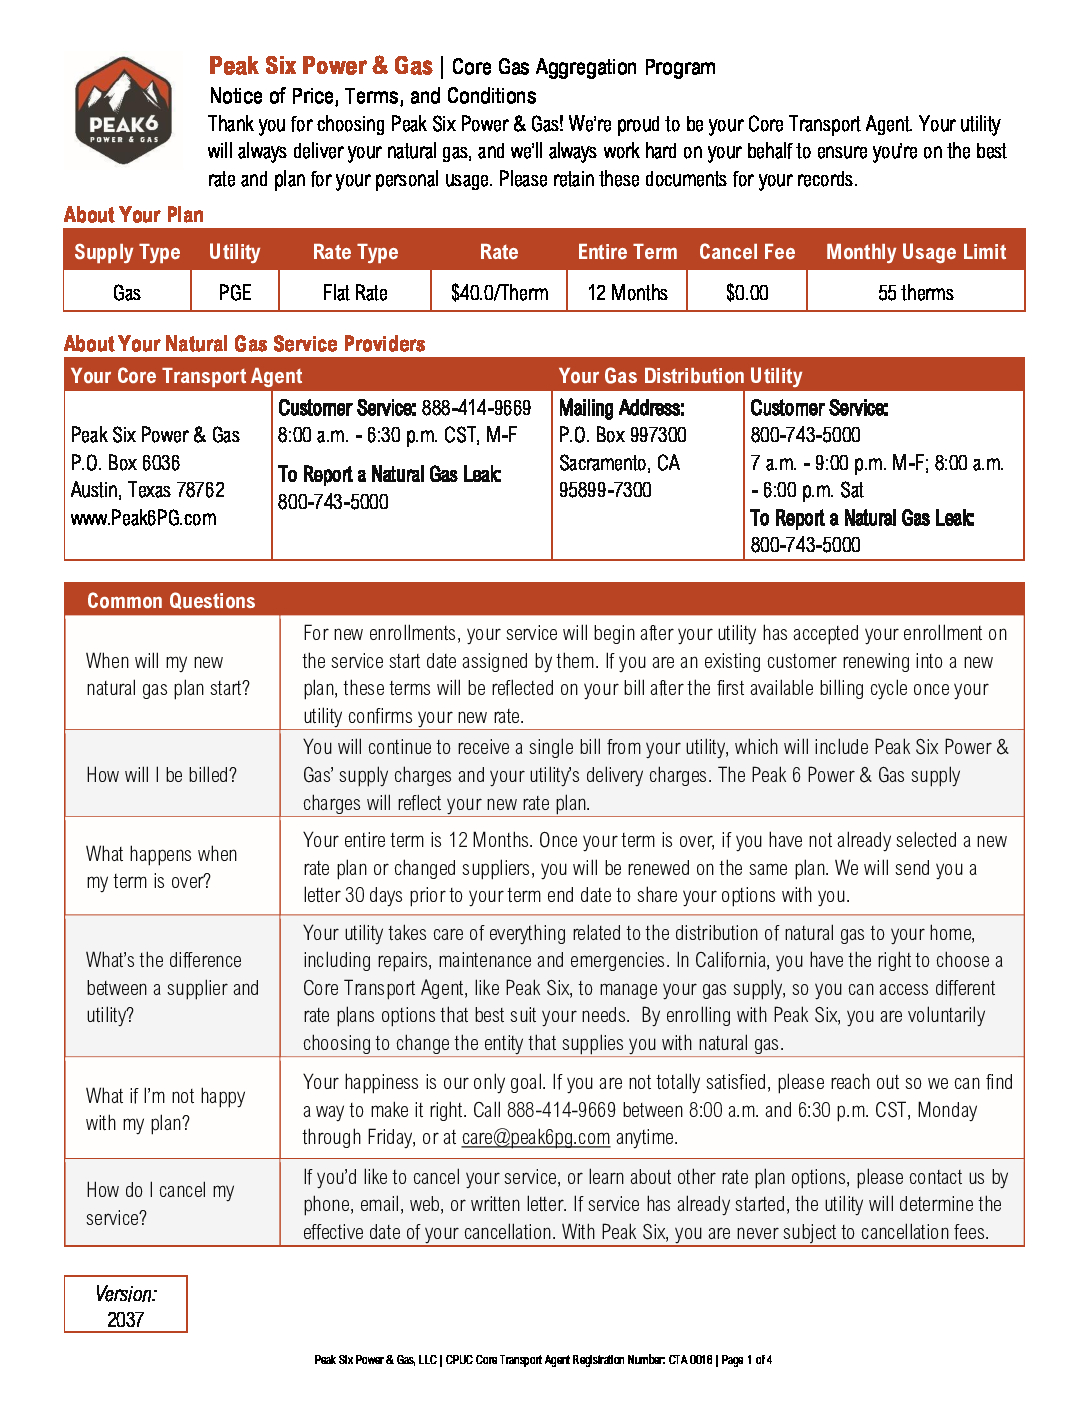 PEAK6
POWER & GAS
Peak Six Power & Gas | Core Gas Aggregation Program
Notice of Price, Terms, and Conditions
Thank you for choosing Peak Six Power & Gas! We're proud to be your Core Transport Agent. Your utility
will always deliver your natural gas, and we'll always work hard on your behalf to ensure you're on the best
rate and plan for your personal usage. Please retain these documents for your records.
About Your Plan
Supply Type Utility Rate Type Rate Entire Term Cancel Fee Monthly Usage Limit
Gas PGE Flat Rate $40.0/Therm 12 Months $0.00 55 therms
About Your Natural Gas Service Providers
Your Core Transport Agent Your Gas Distribution Utility
Peak Six Power & Gas
P.O. Box 6036
Austin, Texas 78762
www.Peak6PG.com
Customer Service: 888-414-9669
8:00 a.m. - 6:30 p.m. CST, M-F
To Report a Natural Gas Leak:
800-743-5000
Mailing Address:
P.O. Box 997300
Sacramento, CA
95899-7300
Customer Service:
800-743-5000
7 a.m. - 9:00 p.m. M-F; 8:00 a.m.
- 6:00 p.m. Sat
To Report a Natural Gas Leak:
800-743-5000
Common Questions
When will my new
natural gas plan start?
For new enrollments, your service will begin after your utility has accepted your enrollment on
the service start date assigned by them. If you are an existing customer renewing into a new
plan, these terms will be reflected on your bill after the first available billing cycle once your
utility confirms your new rate.
How will I be billed?
You will continue to receive a single bill from your utility, which will include Peak Six Power &
Gas' supply charges and your utility's delivery charges. The Peak 6 Power & Gas supply
charges will reflect your new rate plan.
What happens when
my term is over?
Your entire term is 12 Months. Once your term is over, if you have not already selected a new
rate plan or changed suppliers, you will be renewed on the same plan. We will send you a
letter 30 days prior to your term end date to share your options with you.
What's the difference
between a supplier and
utility?
Your utility takes care of everything related to the distribution of natural gas to your home,
including repairs, maintenance and emergencies. In California, you have the right to choose a
Core Transport Agent, like Peak Six, to manage your gas supply, so you can access different
rate plans options that best suit your needs. By enrolling with Peak Six, you are voluntarily
choosing to change the entity that supplies you with natural gas.
What if I'm not happy
with my plan?
Your happiness is our only goal. If you are not totally satisfied, please reach out so we can find
a way to make it right. Call 888-414-9669 between 8:00 a.m. and 6:30 p.m. CST, Monday
through Friday, or at care@peak6pg.com anytime.
How do I cancel my
service?
If you'd like to cancel your service, or learn about other rate plan options, please contact us by
phone, email, web, or written letter. If service has already started, the utility will determine the
effective date of your cancellation. With Peak Six, you are never subject to cancellation fees.
Version:
2037
Peak Six Power & Gas, LLC | CPUC Core Transport Agent Registration Number: CTA 0016 | Page 1 of 4